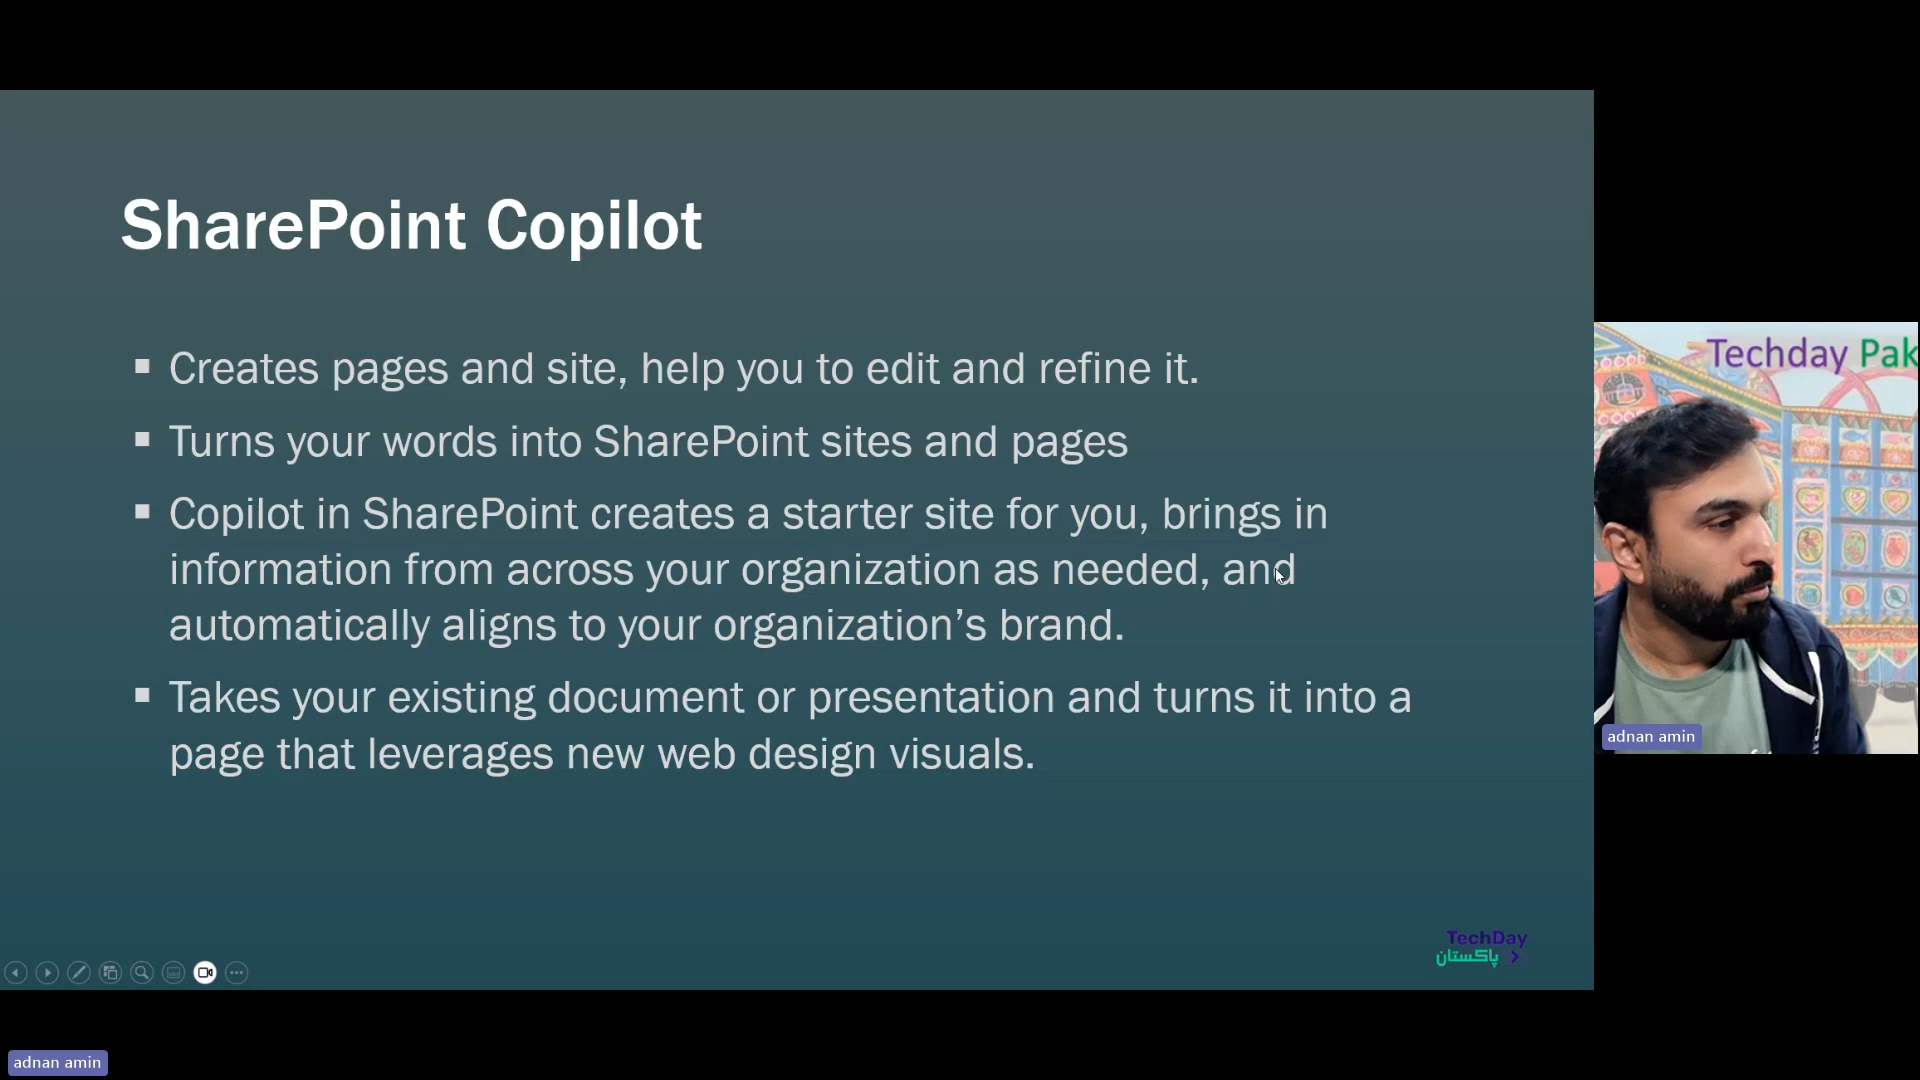 SharePoint Copilot
Creates pages and site, help you to edit and refine it.
Turns your words into SharePoint sites and pages
Copilot in SharePoint creates a starter site for you, brings in
information from across your organization as needed, and
automatically aligns to your organization’s brand.
Takes your existing document or presentation and turns it into a
page that leverages new web design visuals.
TechDay
پاکستان
Techday Pak
adnan amin
adnan amin